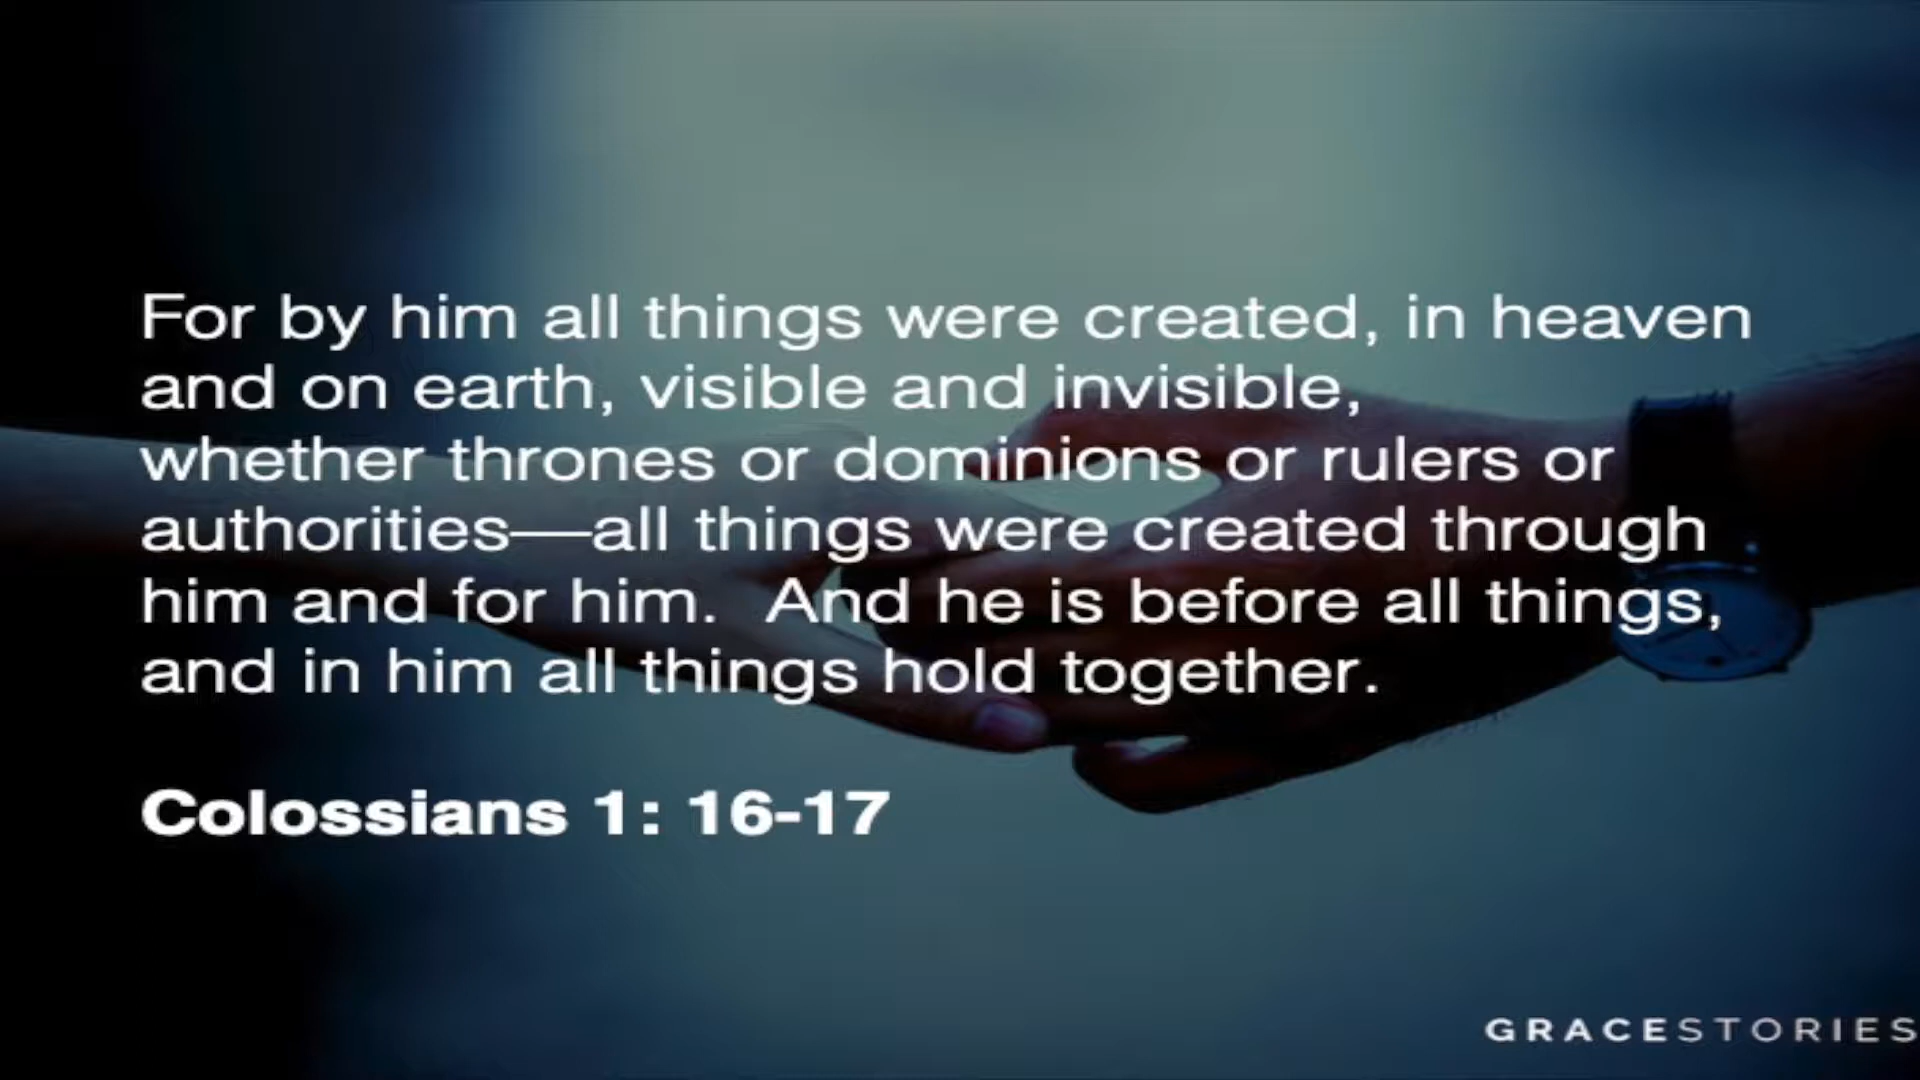 For by him all things were created, in heaven
and on earth, visible and invisible,
whether thrones or dominions or rulers or
authorities—all things were created through
him and for him.  And he is before all things,
and in him all things hold together.
Colossians 1: 16-17
GRACESTORIES